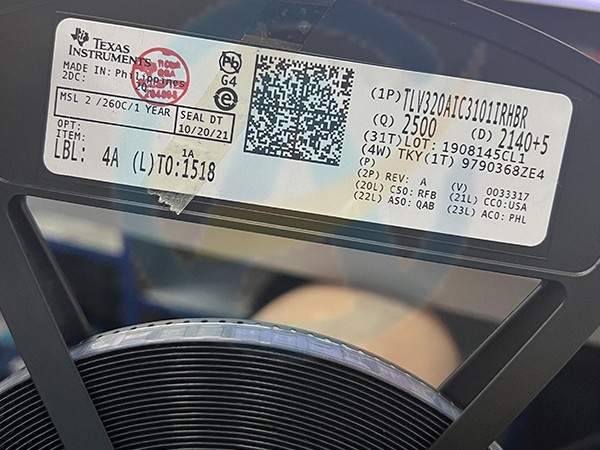 TEXAS
INSTRUMENTS
MADE IN: Philippines
2DC:
MSL 2 /260C/1 YEAR
SEAL DT
10/20/21
OPT:
ITEM:
LBL: 4A (L)TO:1518
1A
Pb
G4
e
(1P)TLV320AIC3101IRHBR
(Q) 2500 (D) 2140+5
(31T)LOT: 1908145CL1
(4W) TKY(1T) 9790368ZE4
(P)
(2P) REV: A (V) 0033317
(20L) CSO: RFB (21L) CCO:USA
(22L) ASO: QAB (23L) ACO: PHL
QBA